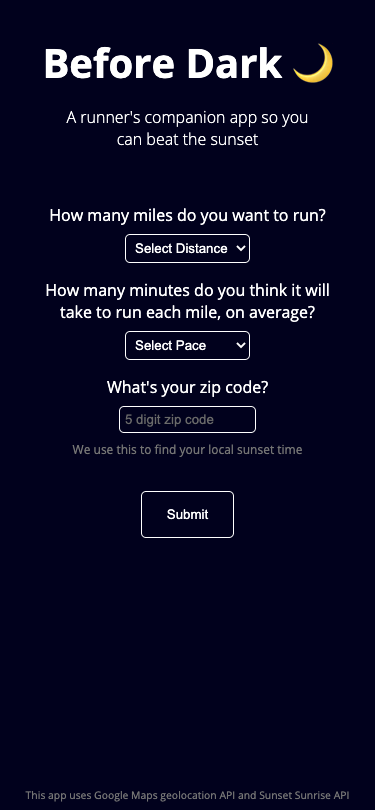 Before Dark 🌙
A runner's companion app so you
can beat the sunset
How many miles do you want to run?
Select Distance
How many minutes do you think it will
take to run each mile, on average?
Select Pace
What's your zip code?
5 digit zip code
We use this to find your local sunset time
Submit
This app uses Google Maps geolocation API and Sunset Sunrise API